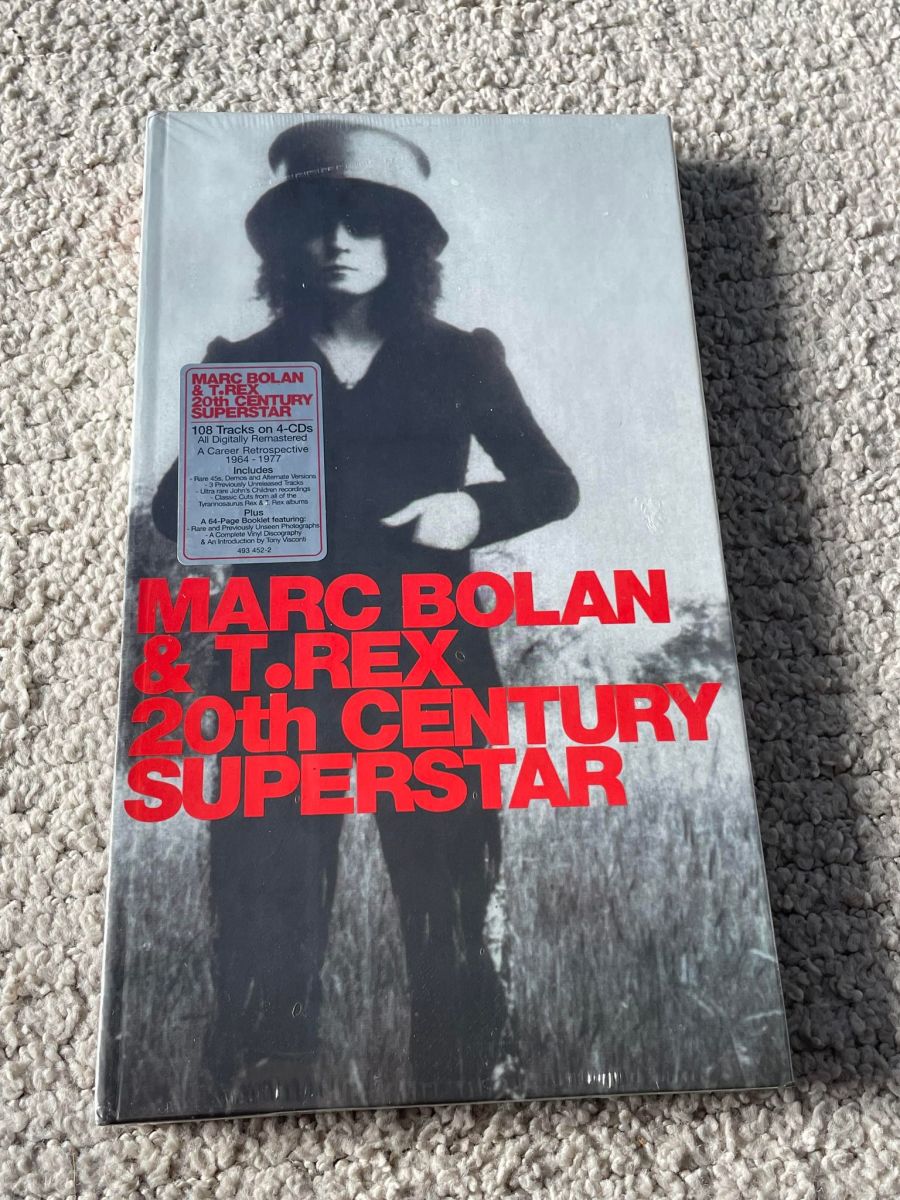 MARC BOLAN
& T.REX
20th CENTURY
SUPERSTAR
108 Tracks on 4-CDs
All Digitally Remastered
A Career Retrospective
1964 - 1977
Includes
- Rare 45s, Demos and Alternate Versions
- 3 Previously Unreleased Tracks
- Ultra rare John's Children recordings
- Classic Cuts from all of the
Tyrannosaurus Rex & T. Rex albums
Plus
A 64-Page Booklet featuring:
- Rare and Previously Unseen Photographs
- A Complete Vinyl Discography
& An Introduction by Tony Visconti
493 452-2
MARC BOLAN
& T.REX
20th CENTURY
SUPERSTAR